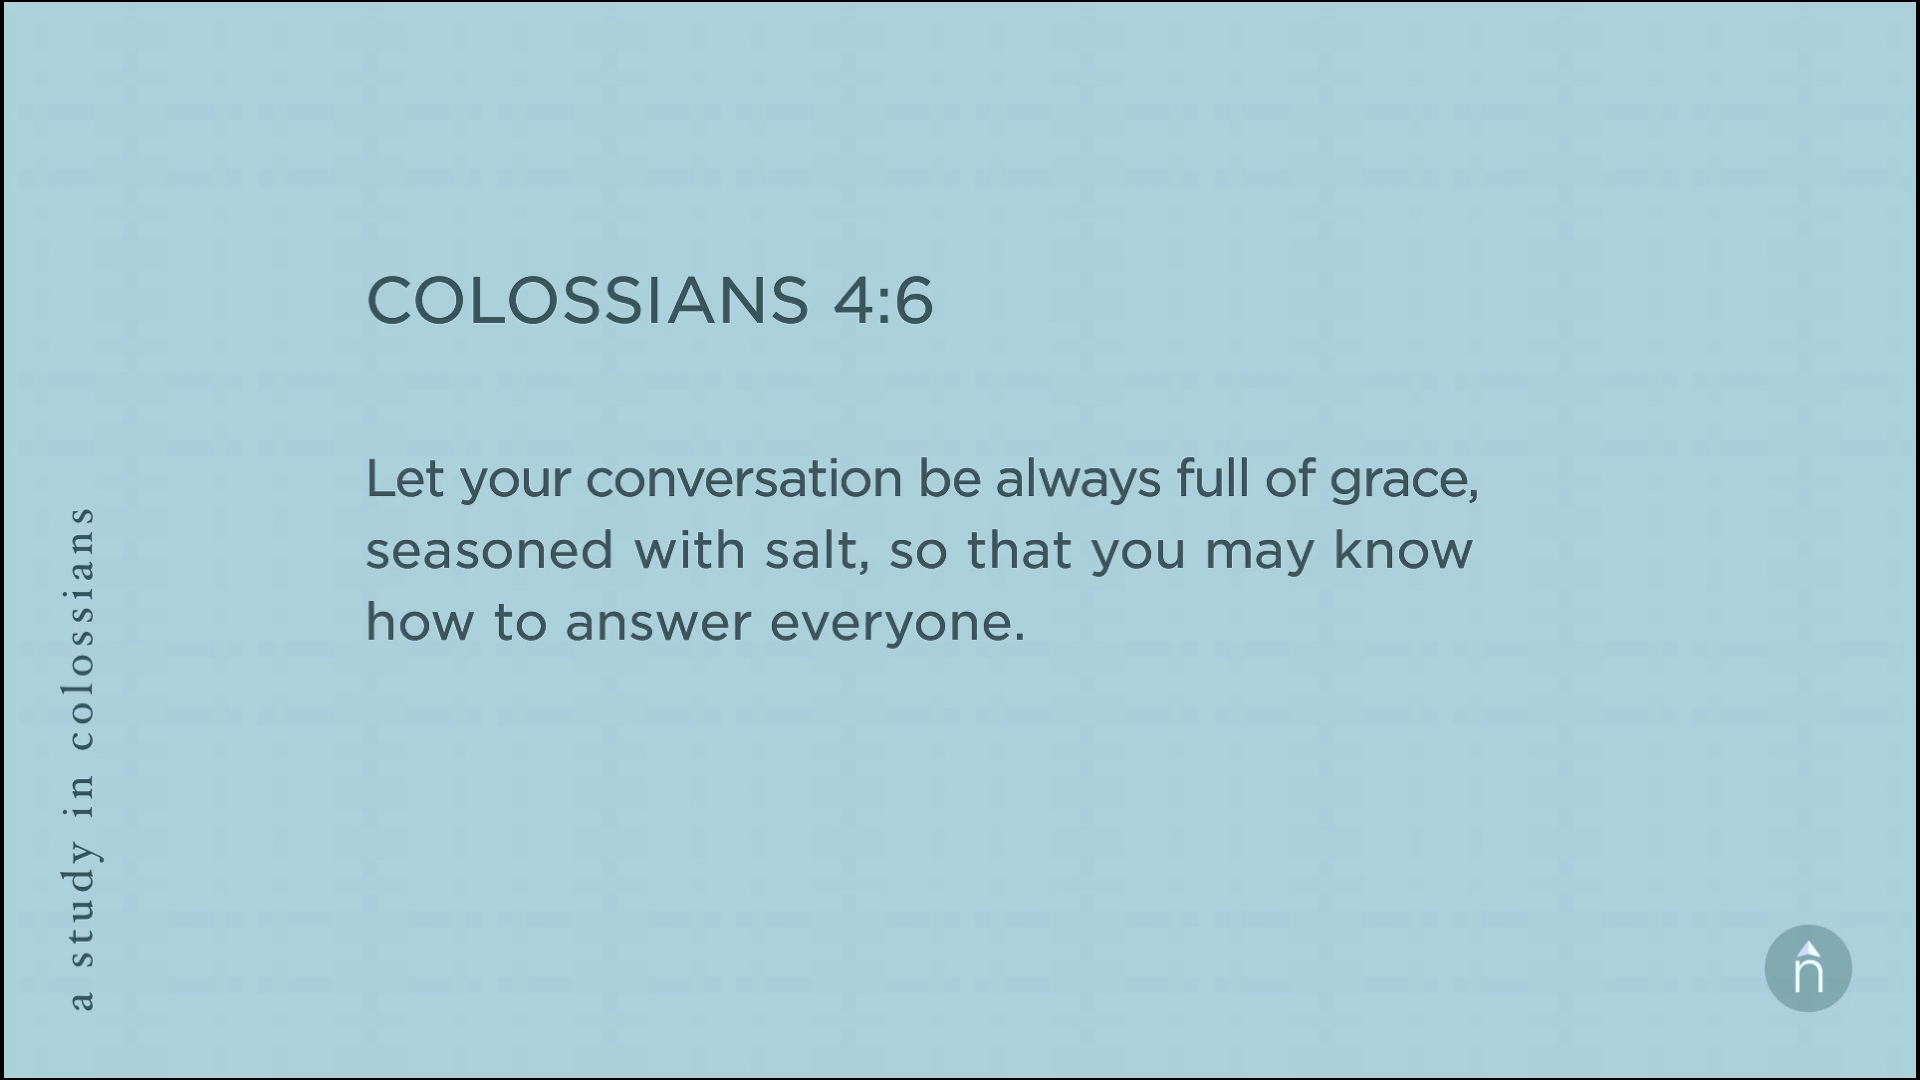 COLOSSIANS 4:6
Let your conversation be always full of grace,
seasoned with salt, so that you may know
how to answer everyone.
a study in colossians
n